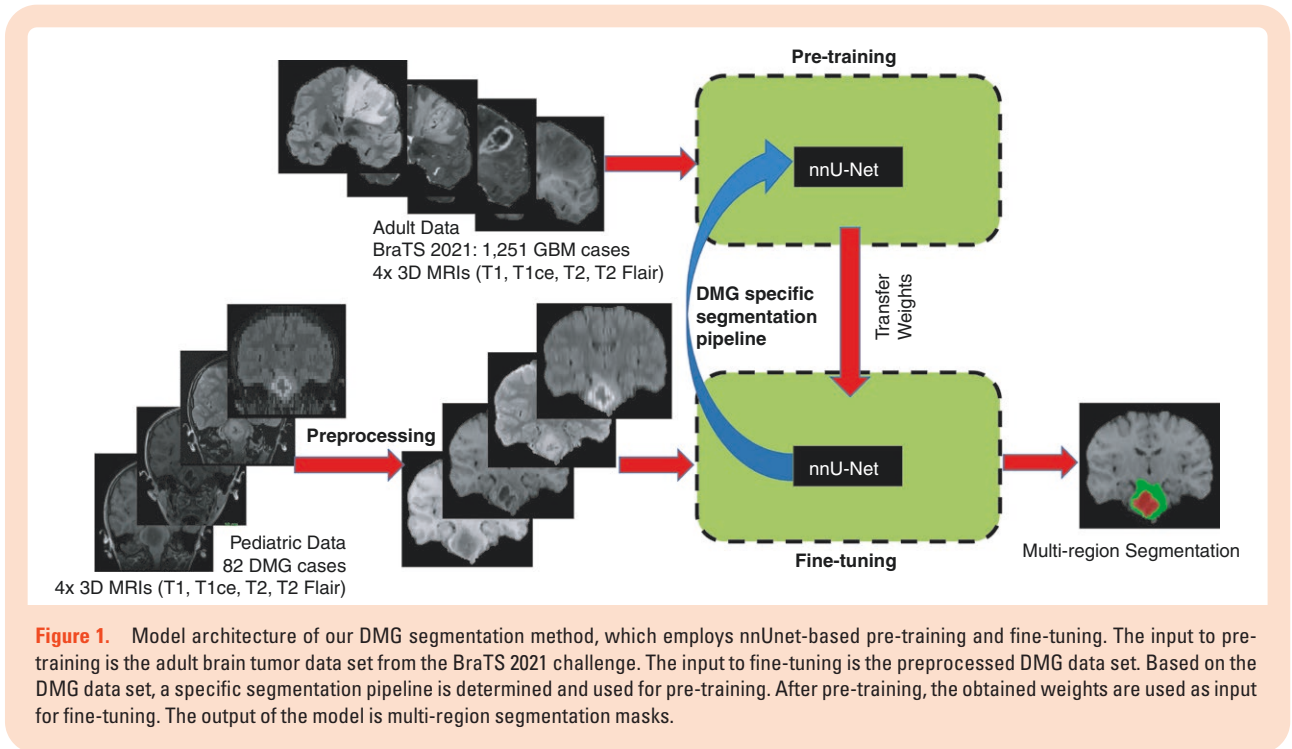 Pre-training
nnU-Net
Adult Data
BraTS 2021: 1,251 GBM cases
4x 3D MRIs (T1, T1ce, T2, T2 Flair)
DMG specific
segmentation
pipeline
Transfer
Weights
Preprocessing
nnU-Net
Pediatric Data
82 DMG cases
4x 3D MRIs (T1, T1ce, T2, T2 Flair)
Fine-tuning
Multi-region Segmentation
Figure 1. Model architecture of our DMG segmentation method, which employs nnUnet-based pre-training and fine-tuning. The input to pre-
training is the adult brain tumor data set from the BraTS 2021 challenge. The input to fine-tuning is the preprocessed DMG data set. Based on the
DMG data set, a specific segmentation pipeline is determined and used for pre-training. After pre-training, the obtained weights are used as input
for fine-tuning. The output of the model is multi-region segmentation masks.